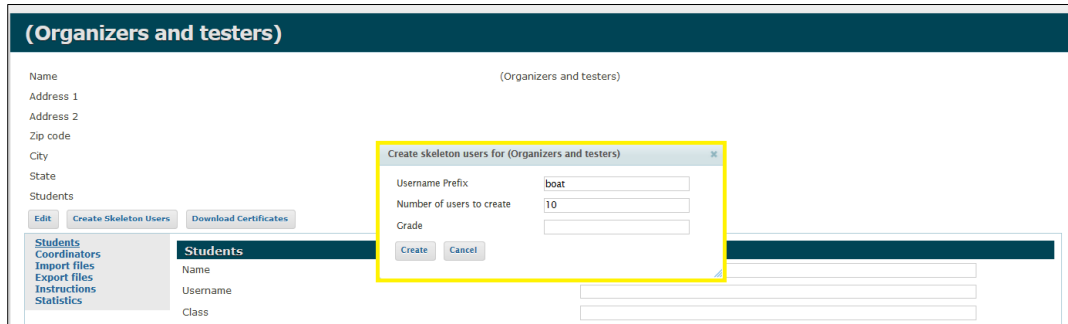 (Organizers and testers)
Name (Organizers and testers)
Address 1
Address 2
Zip code
City
State
Students
Edit Create Skeleton Users Download Certificates
Create skeleton users for (Organizers and testers) ×
Username Prefix boat
Number of users to create 10
Grade
Create Cancel
Students
Coordinators
Import files
Export files
Instructions
Statistics
Students
Name
Username
Class